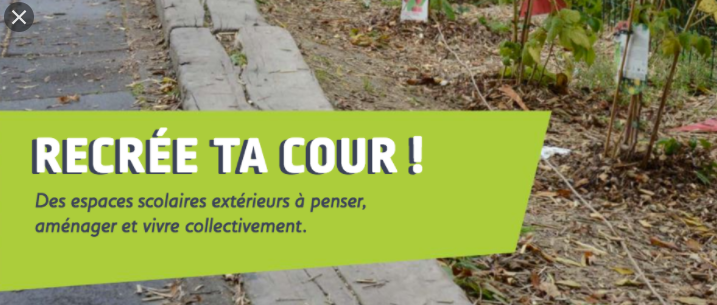 RECRÉE TA COUR !
Des espaces scolaires extérieurs à penser,
aménager et vivre collectivement.